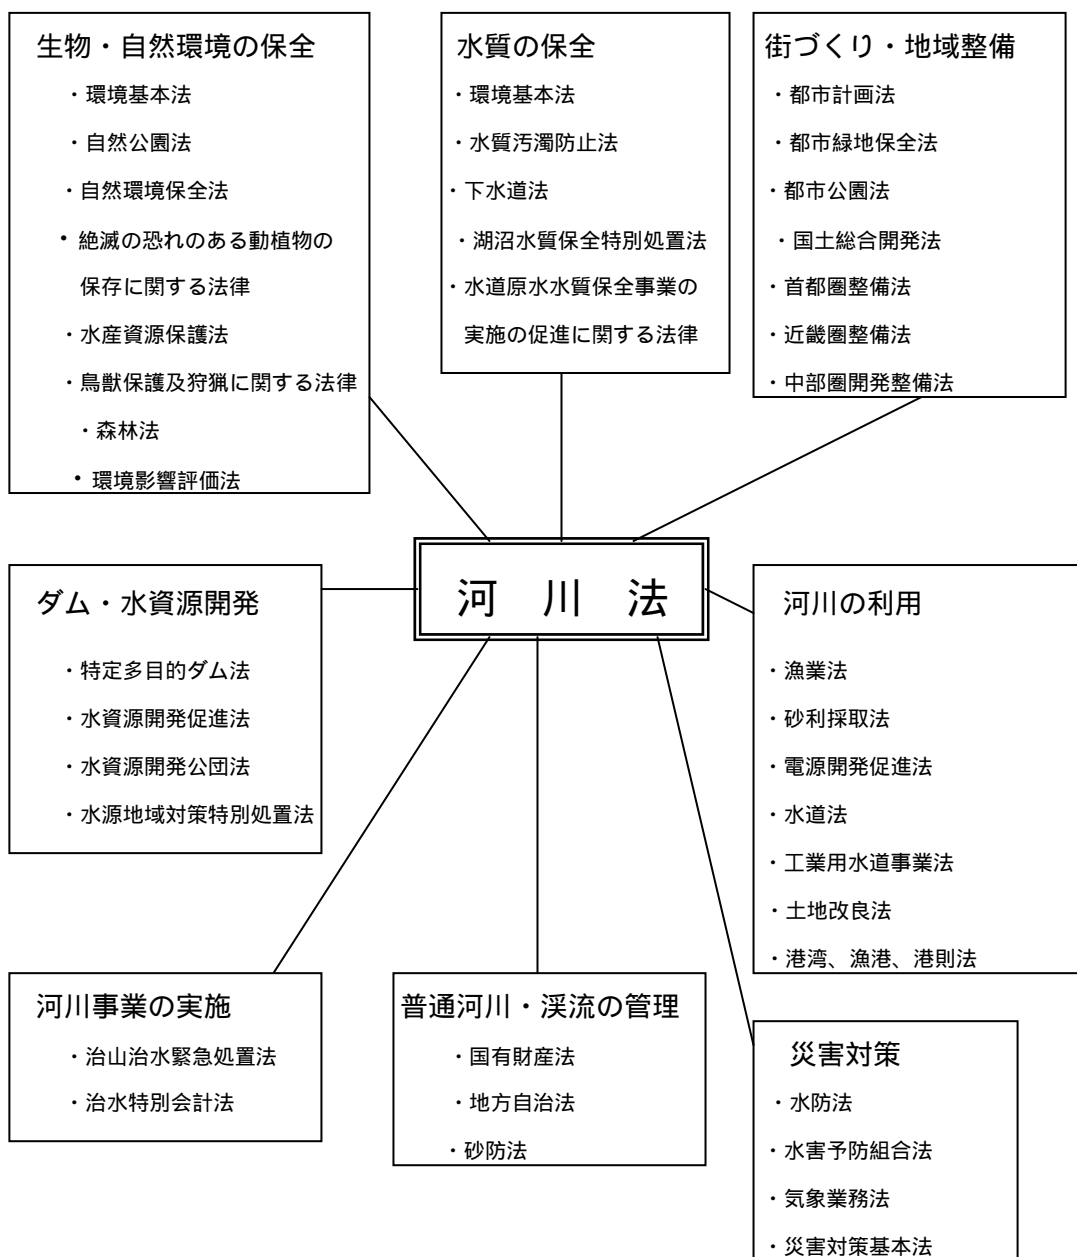 生物・自然環境の保全
・環境基本法
・自然公園法
・自然環境保全法
・絶滅の恐れのある動植物の
保存に関する法律
・水産資源保護法
・鳥獣保護及狩猟に関する法律
・森林法
・環境影響評価法
水質の保全
・環境基本法
・水質汚濁防止法
・下水道法
・湖沼水質保全特別処置法
・水道原水水質保全事業の
実施の促進に関する法律
街づくり・地域整備
・都市計画法
・都市緑地保全法
・都市公園法
・国土総合開発法
・首都圏整備法
・近畿圏整備法
・中部圏開発整備法
河 川 法
ダム・水資源開発
・特定多目的ダム法
・水資源開発促進法
・水資源開発公団法
・水源地域対策特別処置法
河川の利用
・漁業法
・砂利採取法
・電源開発促進法
・水道法
・工業用水道事業法
・土地改良法
・港湾、漁港、港則法
河川事業の実施
・治山治水緊急処置法
・治水特別会計法
普通河川・渓流の管理
・国有財産法
・地方自治法
・砂防法
災害対策
・水防法
・水害予防組合法
・気象業務法
・災害対策基本法